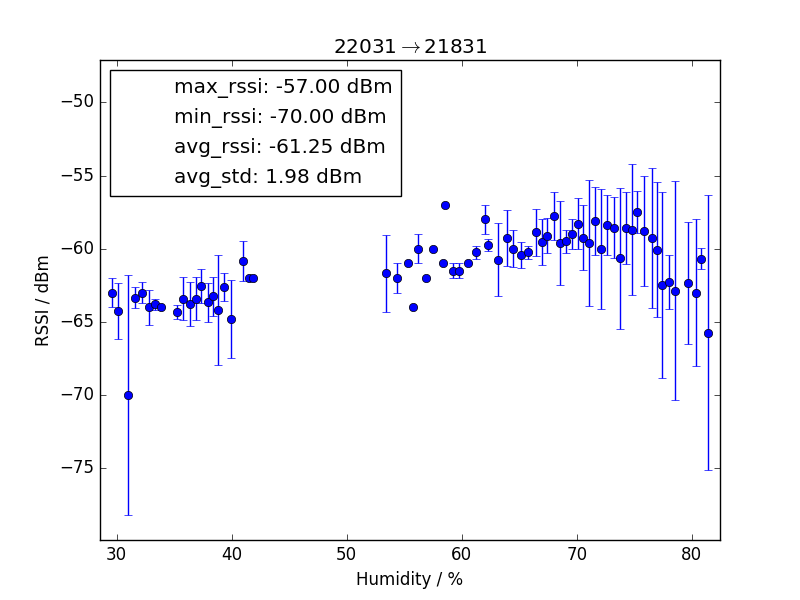 22031→21831
max_rssi: -57.00 dBm
min_rssi: -70.00 dBm
avg_rssi: -61.25 dBm
avg_std: 1.98 dBm
−50
−55
−60
−65
−70
−75
RSSI / dBm
30 40 50 60 70 80
Humidity / %